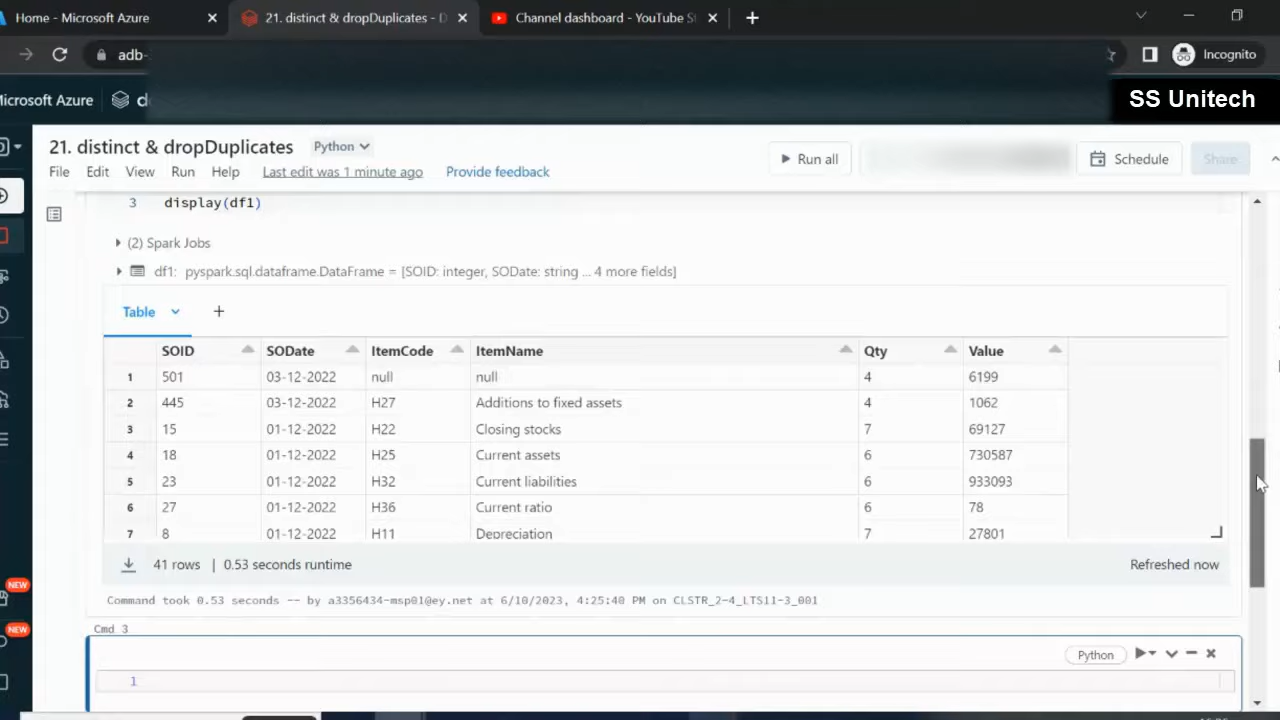 Home - Microsoft Azure
21. distinct & dropDuplicates - D
Channel dashboard - YouTube S
adb-
Incognito
Microsoft Azure
SS Unitech
21. distinct & dropDuplicates
Python
Run all
Schedule
Share
File Edit View Run Help Last edit was 1 minute ago Provide feedback
3 display(df1)
(2) Spark Jobs
df1: pyspark.sql.dataframe.DataFrame = [SOID: integer, SODate: string ... 4 more fields]
Table +
SOID SODate ItemCode ItemName Qty Value
1 501 03-12-2022 null null 4 6199
2 445 03-12-2022 H27 Additions to fixed assets 4 1062
3 15 01-12-2022 H22 Closing stocks 7 69127
4 18 01-12-2022 H25 Current assets 6 730587
5 23 01-12-2022 H32 Current liabilities 6 933093
6 27 01-12-2022 H36 Current ratio 6 78
7 8 01-12-2022 H11 Depreciation 7 27801
41 rows | 0.53 seconds runtime
Refreshed now
Command took 0.53 seconds -- by a3356434-msp01@ey.net at 6/10/2023, 4:25:40 PM on CLSTR_2-4_LTS11-3_001
NEW
Cmd 3
NEW
Python
1